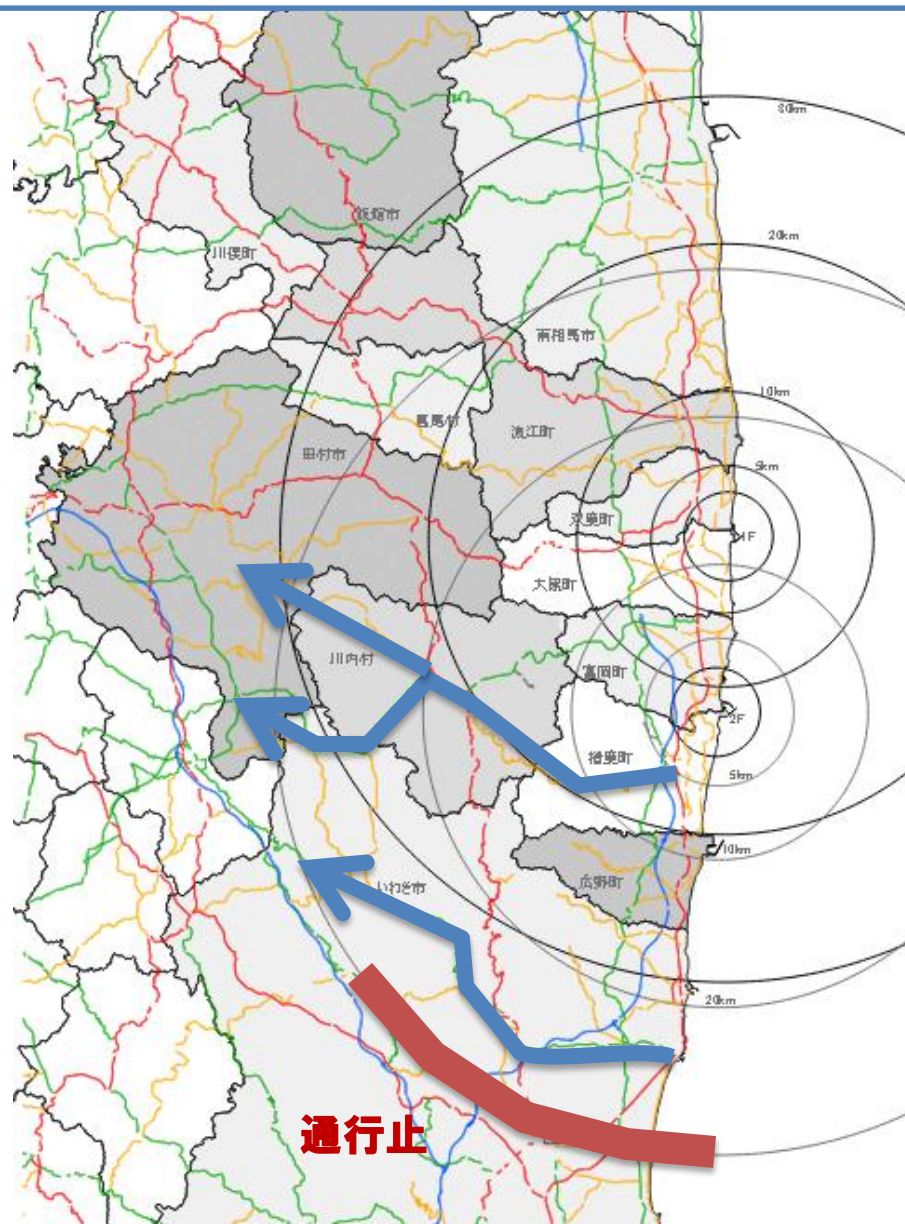 30km
飯舘市
20km
川俣町
南相馬市
10km
葛尾村
浪江町
田村市
5km
双葉町
1F
大熊町
川内村
富岡町
2F
楢葉町
5km
10km
広野町
いわき市
20km
通行止